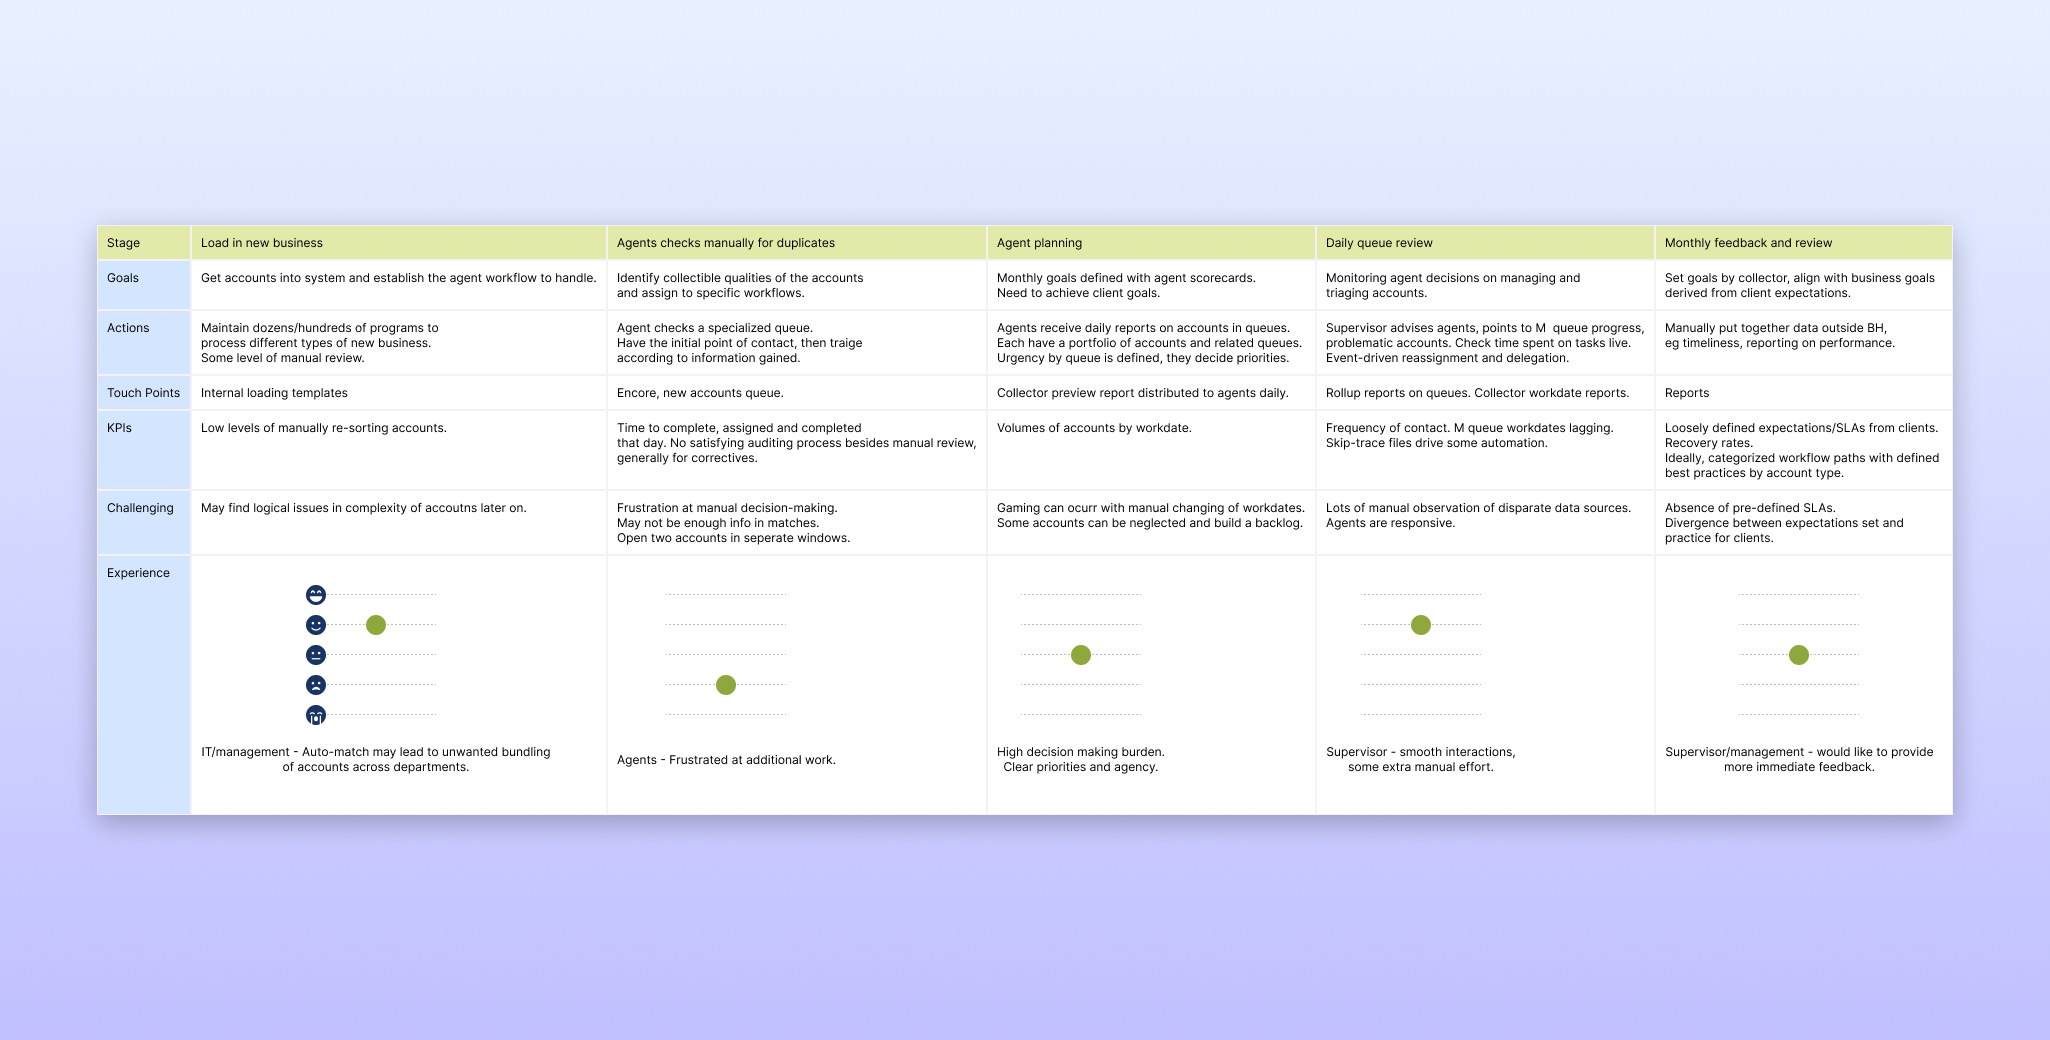 Stage
Load in new business
Agents checks manually for duplicates
Agent planning
Daily queue review
Monthly feedback and review
Goals
Get accounts into system and establish the agent workflow to handle.
Identify collectible qualities of the accounts
and assign to specific workflows.
Monthly goals defined with agent scorecards.
Need to achieve client goals.
Monitoring agent decisions on managing and
triaging accounts.
Set goals by collector, align with business goals
derived from client expectations.
Actions
Maintain dozens/hundreds of programs to
process different types of new business.
Some level of manual review.
Agent checks a specialized queue.
Have the initial point of contact, then traige
according to information gained.
Agents receive daily reports on accounts in queues.
Each have a portfolio of accounts and related queues.
Urgency by queue is defined, they decide priorities.
Supervisor advises agents, points to M  queue progress,
problematic accounts. Check time spent on tasks live.
Event-driven reassignment and delegation.
Manually put together data outside BH,
eg timeliness, reporting on performance.
Touch Points
Internal loading templates
Encore, new accounts queue.
Collector preview report distributed to agents daily.
Rollup reports on queues. Collector workdate reports.
Reports
KPIs
Low levels of manually re-sorting accounts.
Time to complete, assigned and completed
that day. No satisfying auditing process besides manual review,
generally for correctives.
Volumes of accounts by workdate.
Frequency of contact. M queue workdates lagging.
Skip-trace files drive some automation.
Loosely defined expectations/SLAs from clients.
Recovery rates.
Ideally, categorized workflow paths with defined
best practices by account type.
Challenging
May find logical issues in complexity of accoutns later on.
Frustration at manual decision-making.
May not be enough info in matches.
Open two accounts in seperate windows.
Gaming can ocurr with manual changing of workdates.
Some accounts can be neglected and build a backlog.
Lots of manual observation of disparate data sources.
Agents are responsive.
Absence of pre-defined SLAs.
Divergence between expectations set and
practice for clients.
Experience
IT/management - Auto-match may lead to unwanted bundling
of accounts across departments.
Agents - Frustrated at additional work.
High decision making burden.
Clear priorities and agency.
Supervisor - smooth interactions,
some extra manual effort.
Supervisor/management - would like to provide
more immediate feedback.